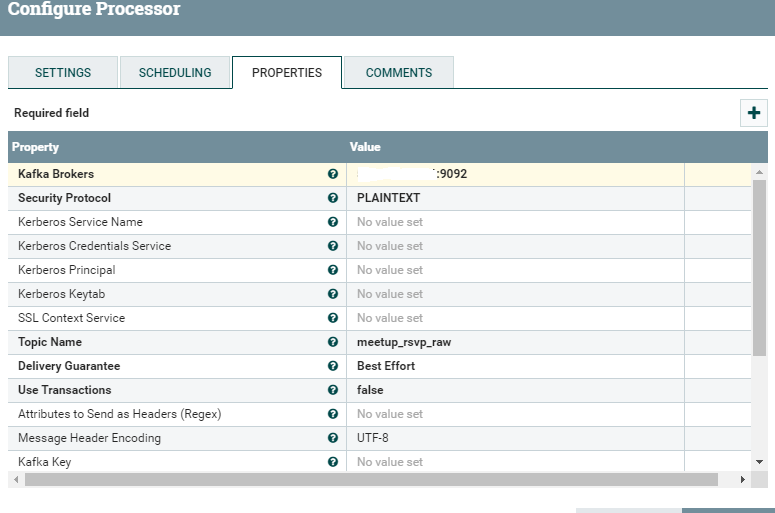 Configure Processor
SETTINGS SCHEDULING PROPERTIES COMMENTS
Required field
Property Value
Kafka Brokers :9092
Security Protocol PLAINTEXT
Kerberos Service Name No value set
Kerberos Credentials Service No value set
Kerberos Principal No value set
Kerberos Keytab No value set
SSL Context Service No value set
Topic Name meetup_rsvp_raw
Delivery Guarantee Best Effort
Use Transactions false
Attributes to Send as Headers (Regex) No value set
Message Header Encoding UTF-8
Kafka Key No value set